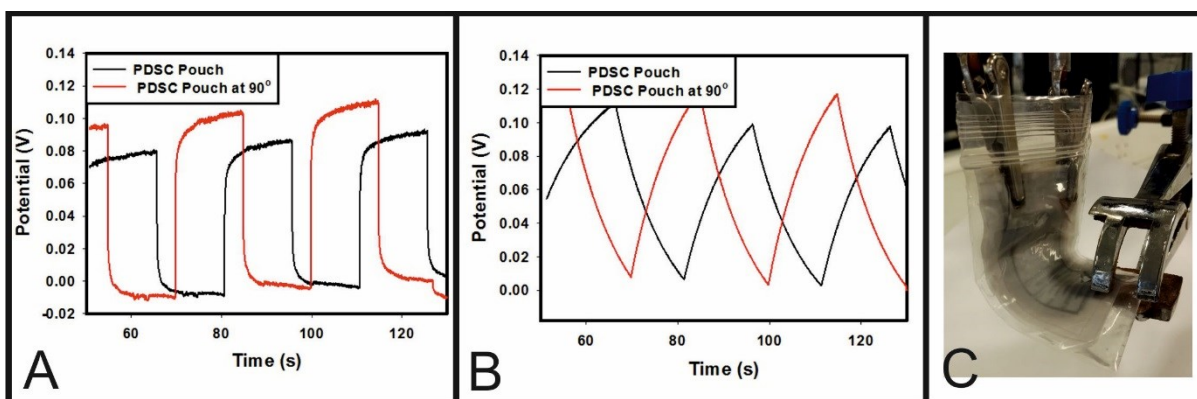 0.14
0.12
0.10
0.08
0.06
0.04
0.02
0.00
-0.02
Potential (V)
PDSC Pouch
PDSC Pouch at 90°
60
80
100
120
Time (s)
A
0.14
0.12
0.10
0.08
0.06
0.04
0.02
0.00
Potential (V)
PDSC Pouch
PDSC Pouch at 90°
60
80
100
120
Time (s)
B
C